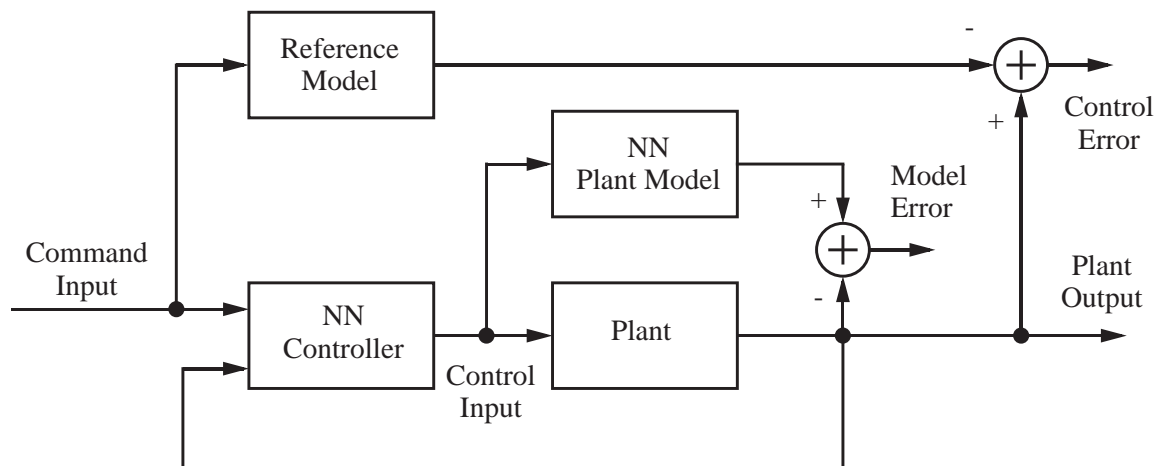 Reference
Model
-
+
Control
Error
NN
Plant Model
Model
Error
+
-
Command
Input
NN
Controller
Control
Input
Plant
Plant
Output